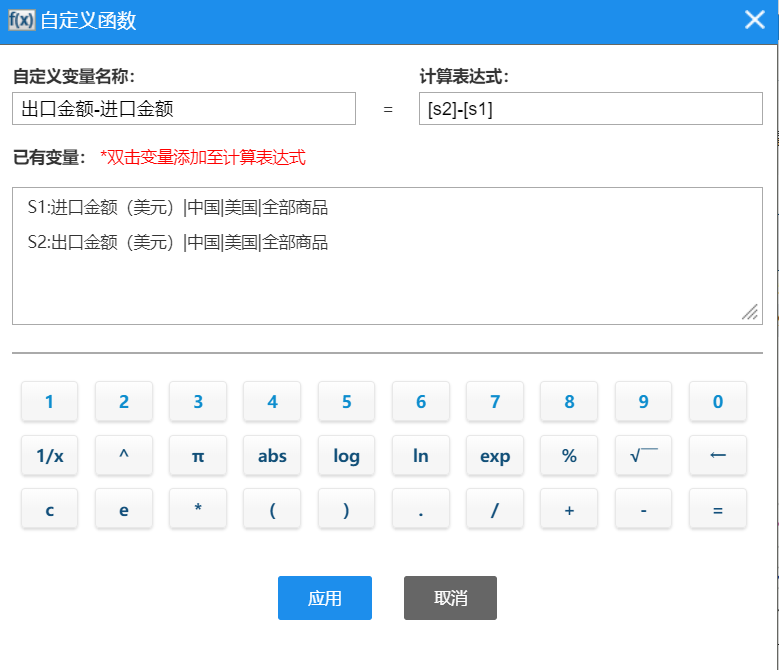 f(x) 自定义函数
自定义变量名称： 计算表达式：
出口金额-进口金额 = [s2]-[s1]
已有变量： *双击变量添加至计算表达式
S1:进口金额（美元）|中国|美国|全部商品
S2:出口金额（美元）|中国|美国|全部商品
1 2 3 4 5 6 7 8 9 0
1/x ^ π abs log ln exp % √￣ ←
c e * ( ) . / + - =
应用 取消